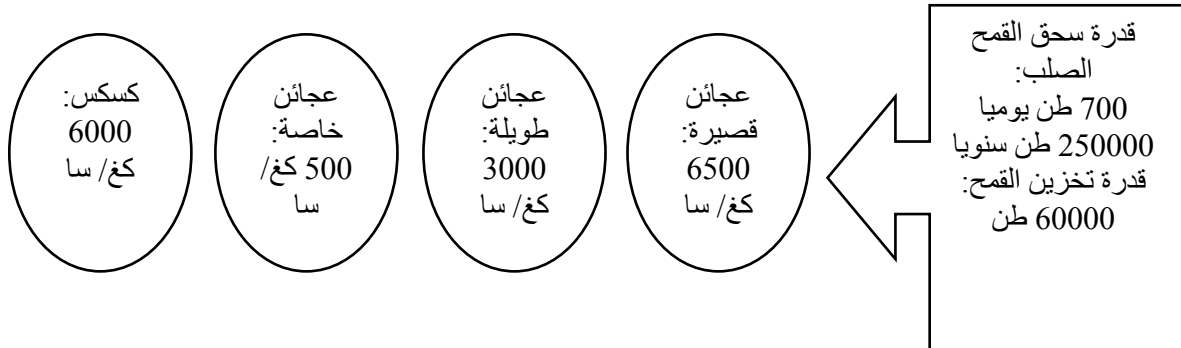 قدرة سحق القمح
الصلب:
700 طن يوميا
250000 طن سنويا
قدرة تخزين القمح:
60000 طن
عجائن
قصيرة:
6500
كغ/ سا
عجائن
طويلة:
3000
كغ/ سا
عجائن
خاصة:
500 كغ/
سا
كسكس:
6000
كغ/ سا